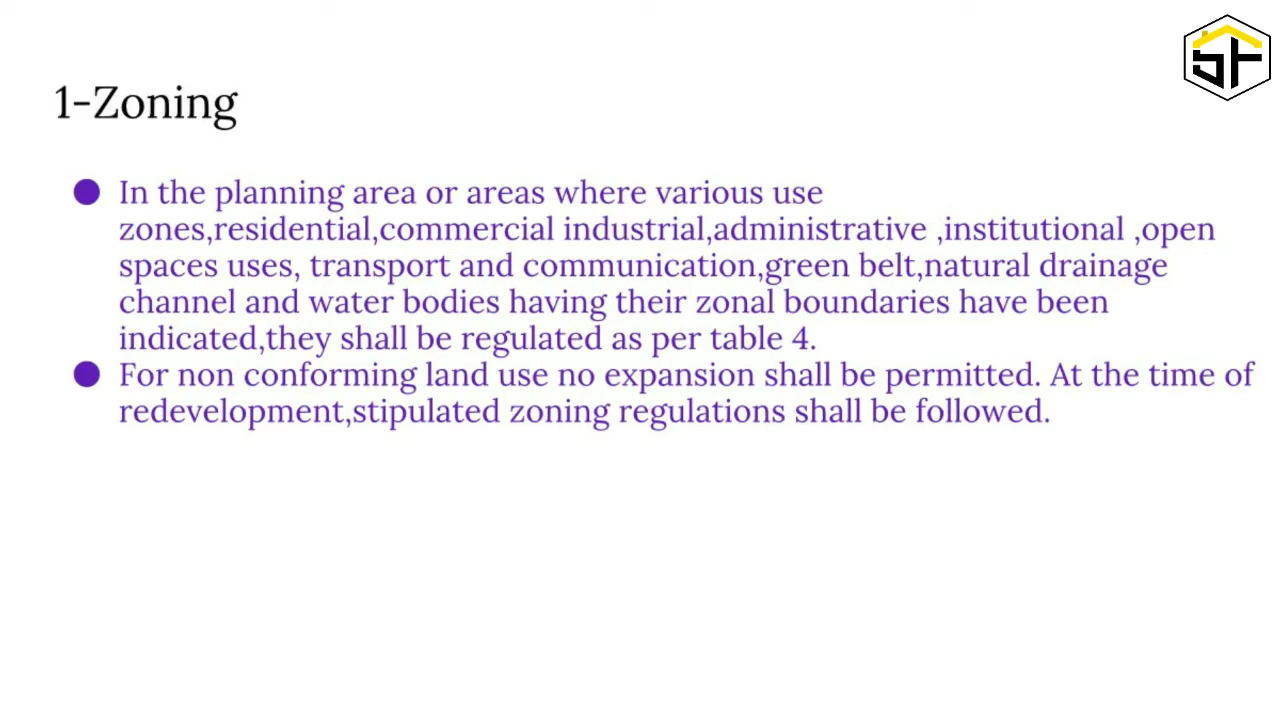 1-Zoning
In the planning area or areas where various use
zones,residential,commercial industrial,administrative ,institutional ,open
spaces uses, transport and communication,green belt,natural drainage
channel and water bodies having their zonal boundaries have been
indicated,they shall be regulated as per table 4.
For non conforming land use no expansion shall be permitted. At the time of
redevelopment,stipulated zoning regulations shall be followed.